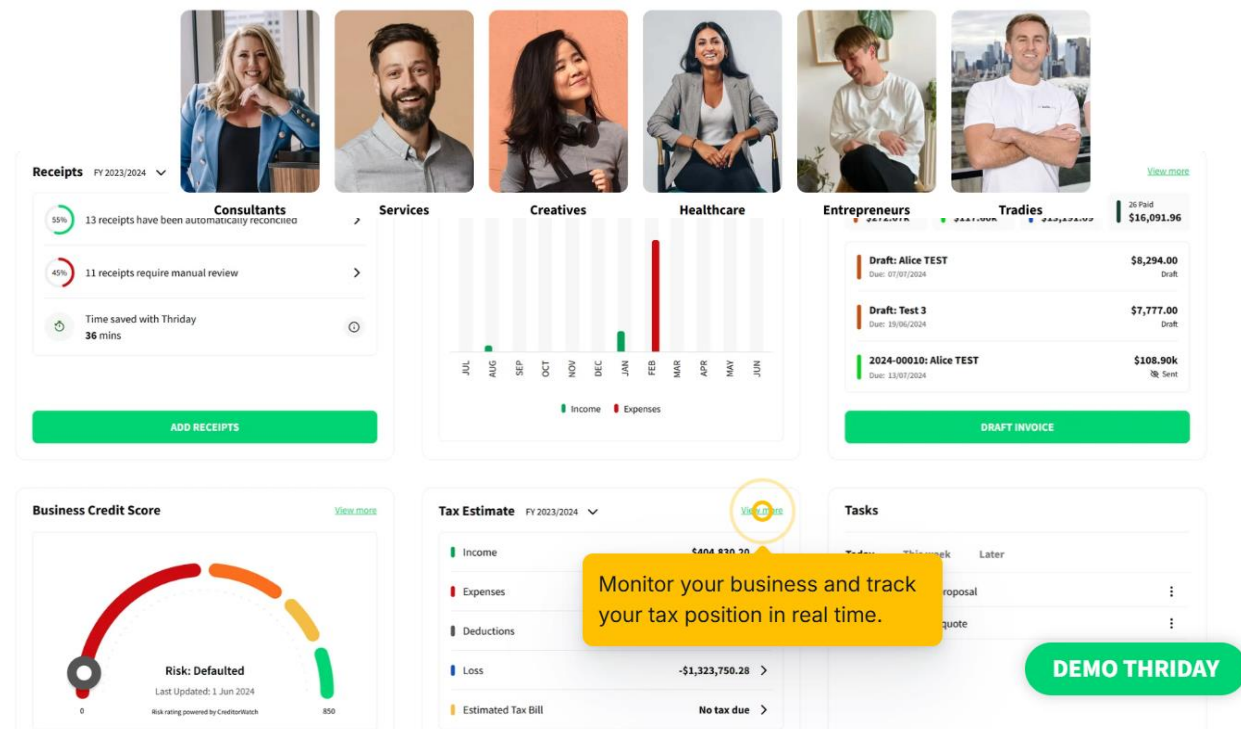 Consultants
Services
Creatives
Healthcare
Entrepreneurs
Tradies
Receipts FY 2023/2024
55%
13 receipts have been automatically reconciled
45%
11 receipts require manual review
Time saved with Thriday
36 mins
ADD RECEIPTS
JUL AUG SEP OCT NOV DEC JAN FEB MAR APR MAY JUN
Income Expenses
View more
26 Paid
$16,091.96
Draft: Alice TEST $8,294.00
Due: 07/07/2024 Draft
Draft: Test 3 $7,777.00
Due: 19/06/2024 Draft
2024-00010: Alice TEST $108.90k
Due: 13/07/2024 Sent
DRAFT INVOICE
Business Credit Score View more
Risk: Defaulted
Last Updated: 1 Jun 2024
0 Risk rating powered by CreditorWatch 850
Tax Estimate FY 2023/2024 View more
Income $404,830.20
Expenses
Deductions
Loss -$1,323,750.28
Estimated Tax Bill No tax due
Monitor your business and track
your tax position in real time.
Tasks
Today This week Later
quote
DEMO THRIDAY